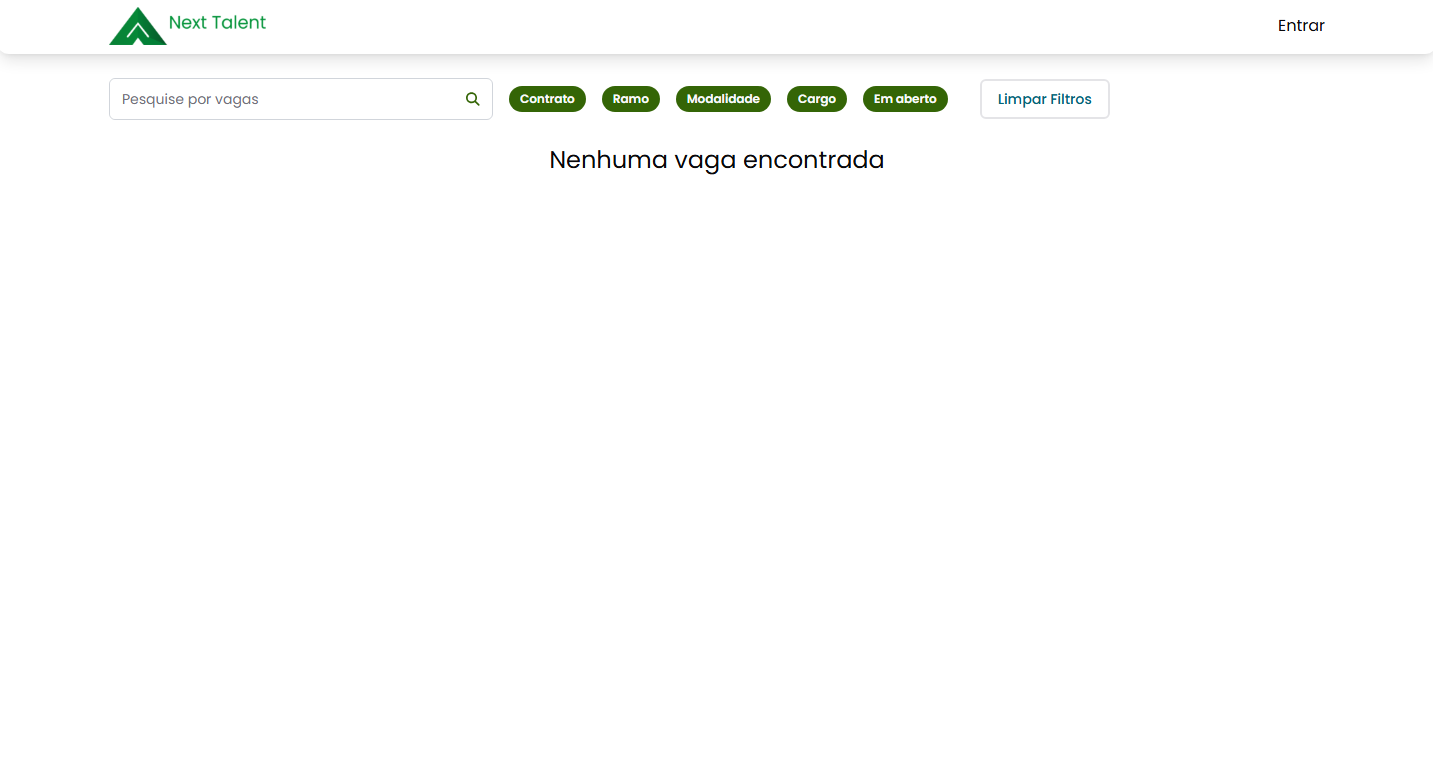 Next Talent
Entrar
Pesquise por vagas
Contrato
Ramo
Modalidade
Cargo
Em aberto
Limpar Filtros
Nenhuma vaga encontrada